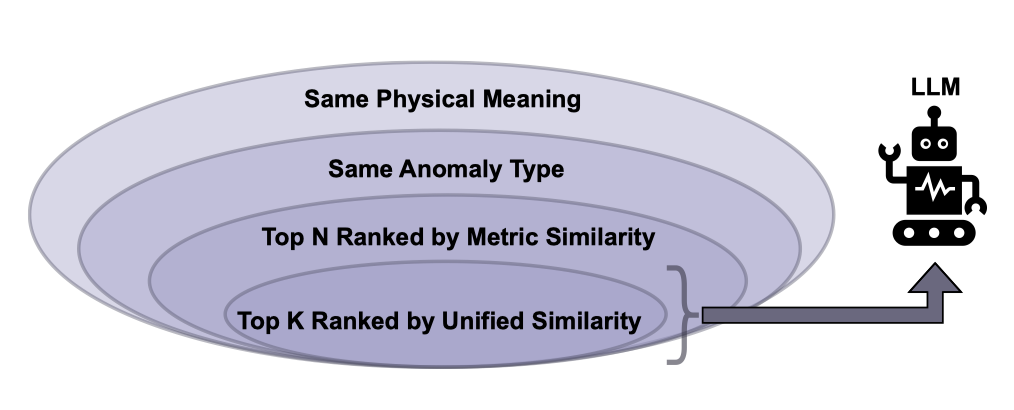 LLM
Same Physical Meaning
Same Anomaly Type
Top N Ranked by Metric Similarity
Top K Ranked by Unified Similarity